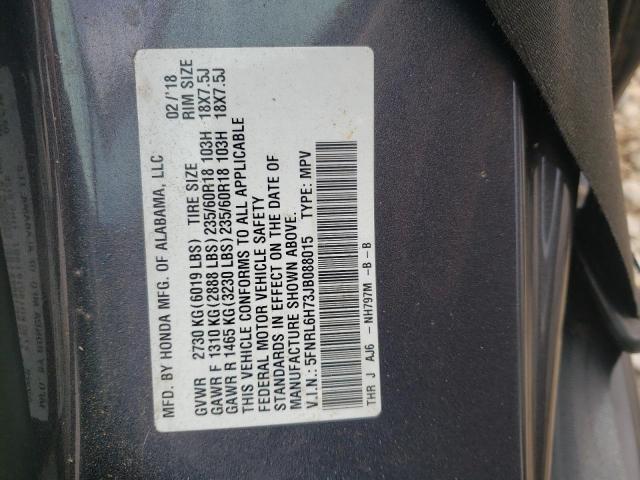 MFD. BY HONDA MFG. OF ALABAMA, LLC 02/'18
GVWR 2730 KG (6019 LBS) TIRE SIZE RIM SIZE
GAWR F 1310 KG (2888 LBS) 235/60R18 103H 18X7.5J
GAWR R 1465 KG (3230 LBS) 235/60R18 103H 18X7.5J
THIS VEHICLE CONFORMS TO ALL APPLICABLE
FEDERAL MOTOR VEHICLE SAFETY
STANDARDS IN EFFECT ON THE DATE OF
MANUFACTURE SHOWN ABOVE.
V.I.N.: 5FNRL6H73JB088015 TYPE: MPV
THR J AJ6 - NH797M -B -B